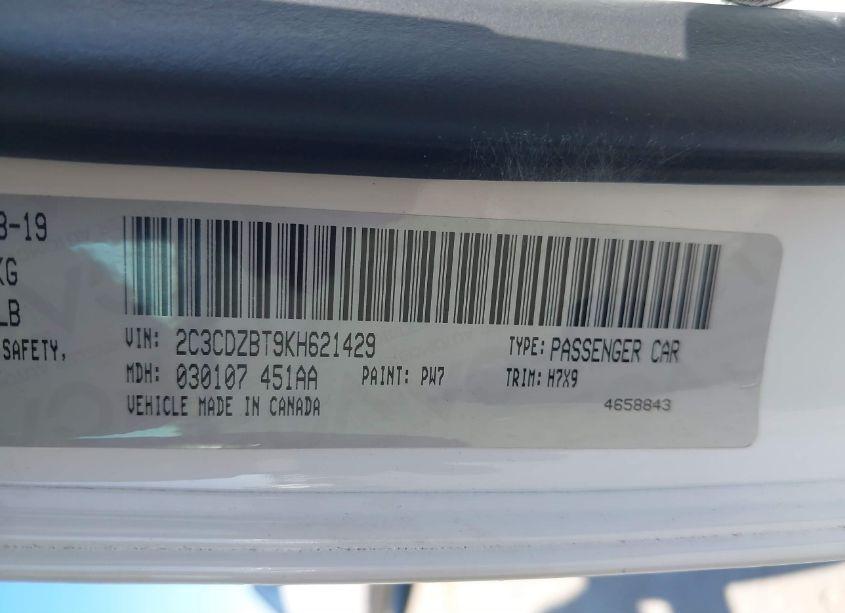 3-19
KG
LB
SAFETY,
VIN: 2C3CDZBT9KH621429 TYPE: PASSENGER CAR
MDH: 030107 451AA PAINT: PW7 TRIM: H7X9
VEHICLE MADE IN CANADA 4658843